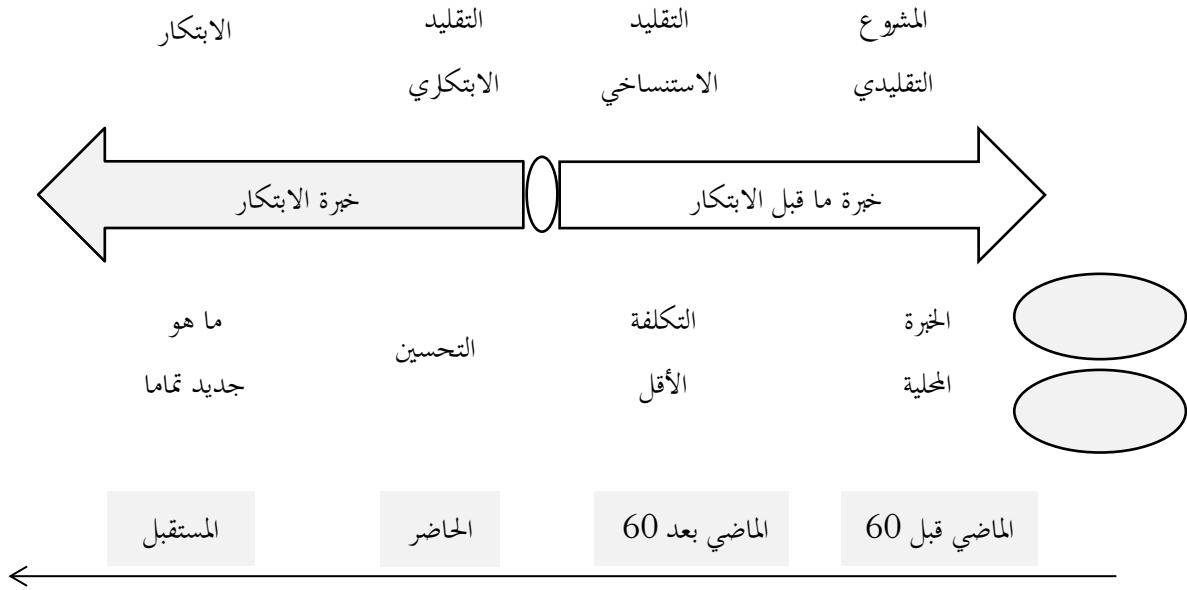 المشروع
التقليدي
التقليد
الاستنساخي
التقليد
الابتكاري
الابتكار
خبرة ما قبل الابتكار
خبرة الابتكار
الخبرة
المحلية
التكلفة
الأقل
التحسين
ما هو
جديد تماما
الماضي قبل 60
الماضي بعد 60
الحاضر
المستقبل